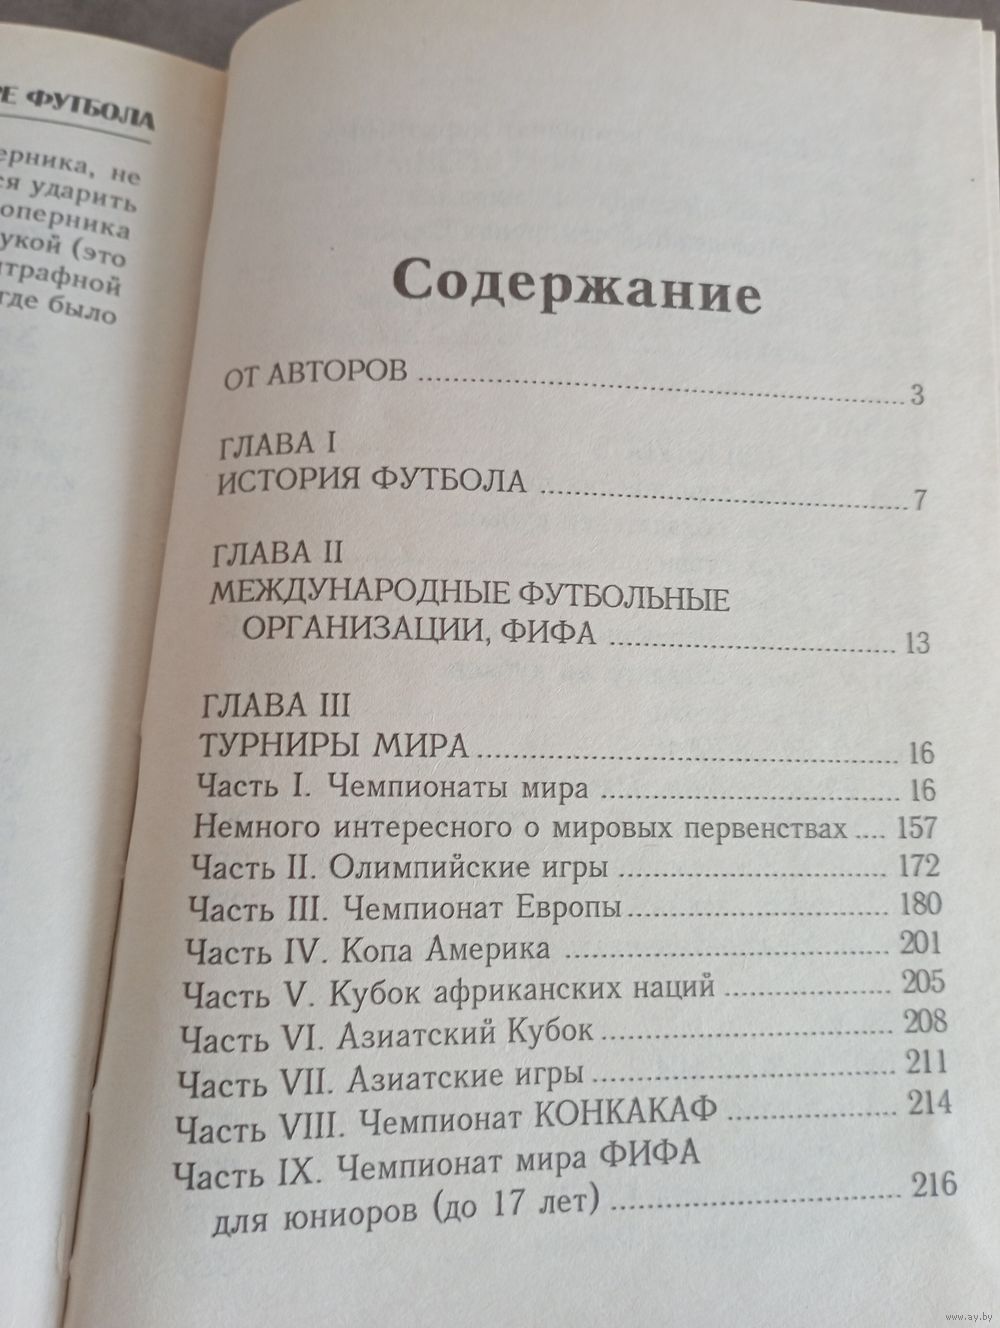 ФУТБОЛА
не
ударить
оперника
(это
где было
Содержание
ОТ АВТОРОВ ........ 3
ГЛАВА I
ИСТОРИЯ ФУТБОЛА ........ 7
ГЛАВА II
МЕЖДУНАРОДНЫЕ ФУТБОЛЬНЫЕ
ОРГАНИЗАЦИИ, ФИФА ........ 13
ГЛАВА III
ТУРНИРЫ МИРА ........ 16
Часть I. Чемпионаты мира ........ 16
Немного интересного о мировых первенствах .... 157
Часть II. Олимпийские игры ........ 172
Часть III. Чемпионат Европы ........ 180
Часть IV. Копа Америка ........ 201
Часть V. Кубок африканских наций ........ 205
Часть VI. Азиатский Кубок ........ 208
Часть VII. Азиатские игры ........ 211
Часть VIII. Чемпионат КОНКАКАФ ........ 214
Часть IX. Чемпионат мира ФИФА
для юниоров (до 17 лет) ........ 216
www.ay.by